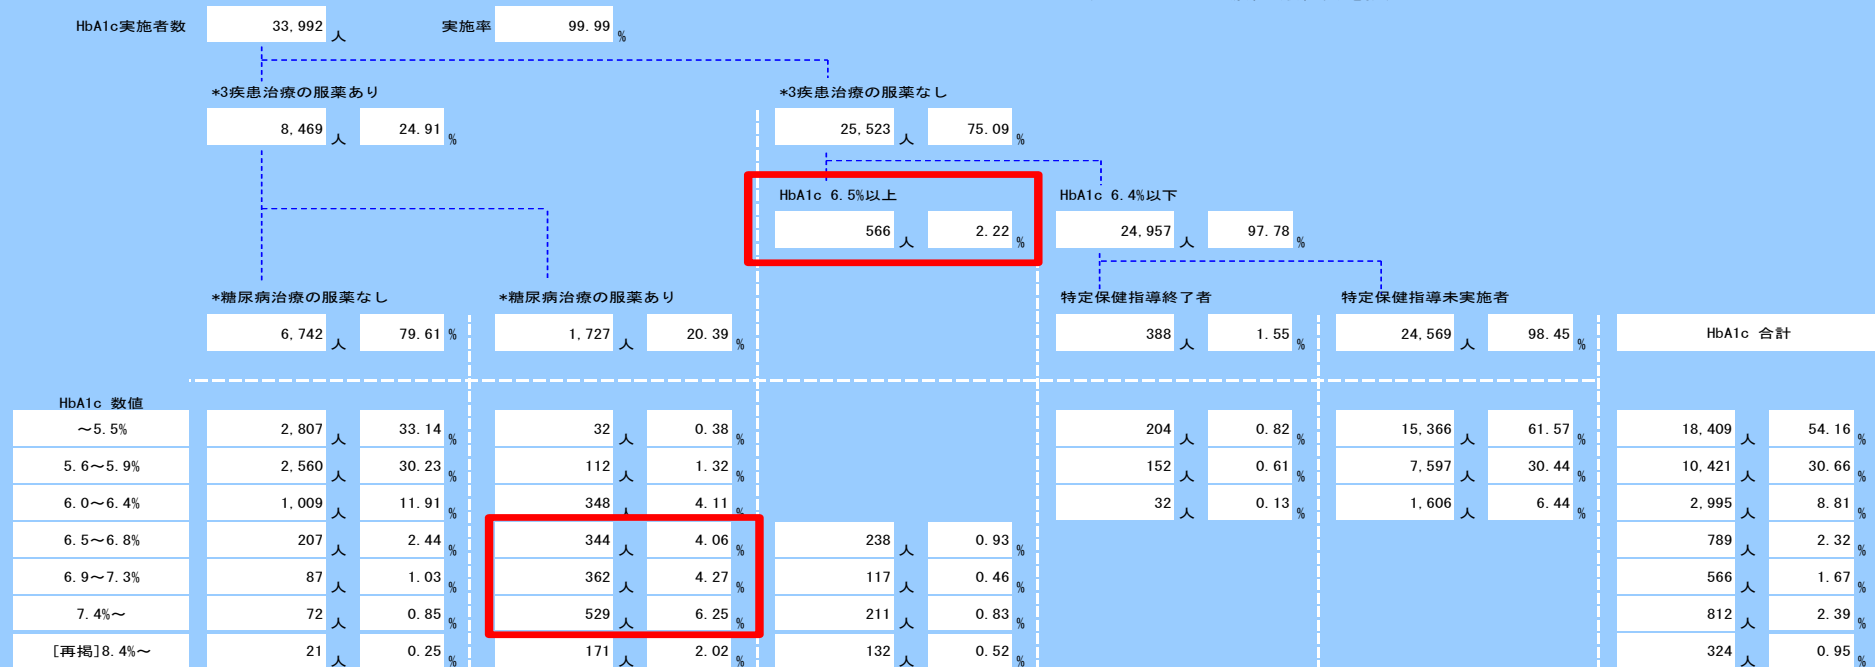 HbA1c実施者数 33,992 人 実施率 99.99 %
*3疾患治療の服薬あり *3疾患治療の服薬なし
8,469 人 24.91 % 25,523 人 75.09 %
HbA1c 6.5%以上 HbA1c 6.4%以下
566 人 2.22 % 24,957 人 97.78 %
*糖尿病治療の服薬なし *糖尿病治療の服薬あり 特定保健指導終了者 特定保健指導未実施者
6,742 人 79.61 % 1,727 人 20.39 % 388 人 1.55 % 24,569 人 98.45 % HbA1c 合計
HbA1c 数値
～5.5% 2,807 人 33.14 % 32 人 0.38 % 204 人 0.82 % 15,366 人 61.57 % 18,409 人 54.16 %
5.6～5.9% 2,560 人 30.23 % 112 人 1.32 % 152 人 0.61 % 7,597 人 30.44 % 10,421 人 30.66 %
6.0～6.4% 1,009 人 11.91 % 348 人 4.11 % 32 人 0.13 % 1,606 人 6.44 % 2,995 人 8.81 %
6.5～6.8% 207 人 2.44 % 344 人 4.06 % 238 人 0.93 % 789 人 2.32 %
6.9～7.3% 87 人 1.03 % 362 人 4.27 % 117 人 0.46 % 566 人 1.67 %
7.4%～ 72 人 0.85 % 529 人 6.25 % 211 人 0.83 % 812 人 2.39 %
[再掲]8.4%～ 21 人 0.25 % 171 人 2.02 % 132 人 0.52 % 324 人 0.95 %